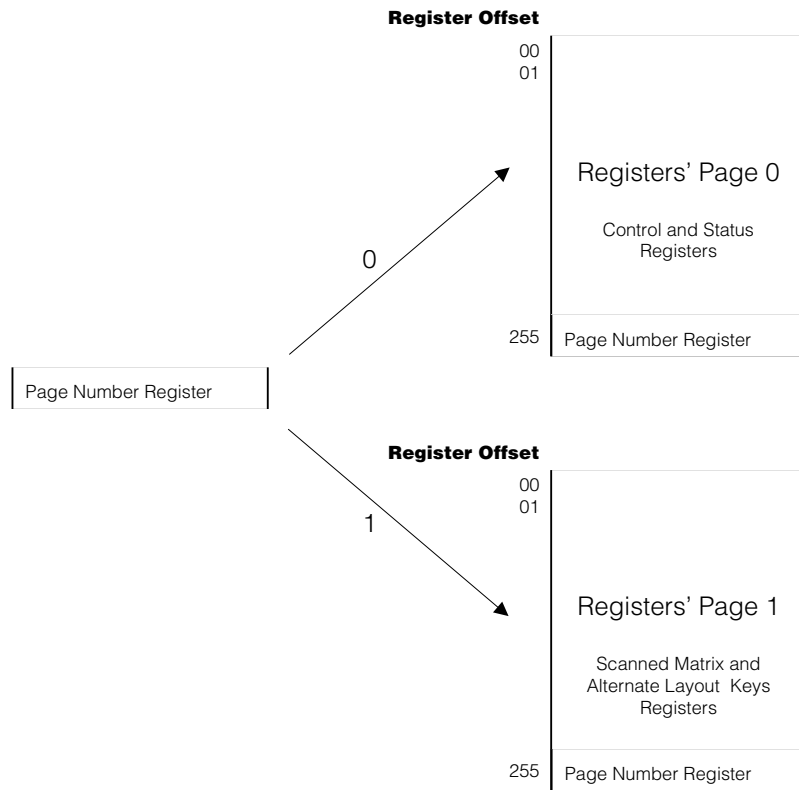 Register Offset
00
01
Registers’ Page 0
Control and Status
Registers
0
255
Page Number Register
Page Number Register
Register Offset
00
01
1
Registers’ Page 1
Scanned Matrix and
Alternate Layout Keys
Registers
255
Page Number Register